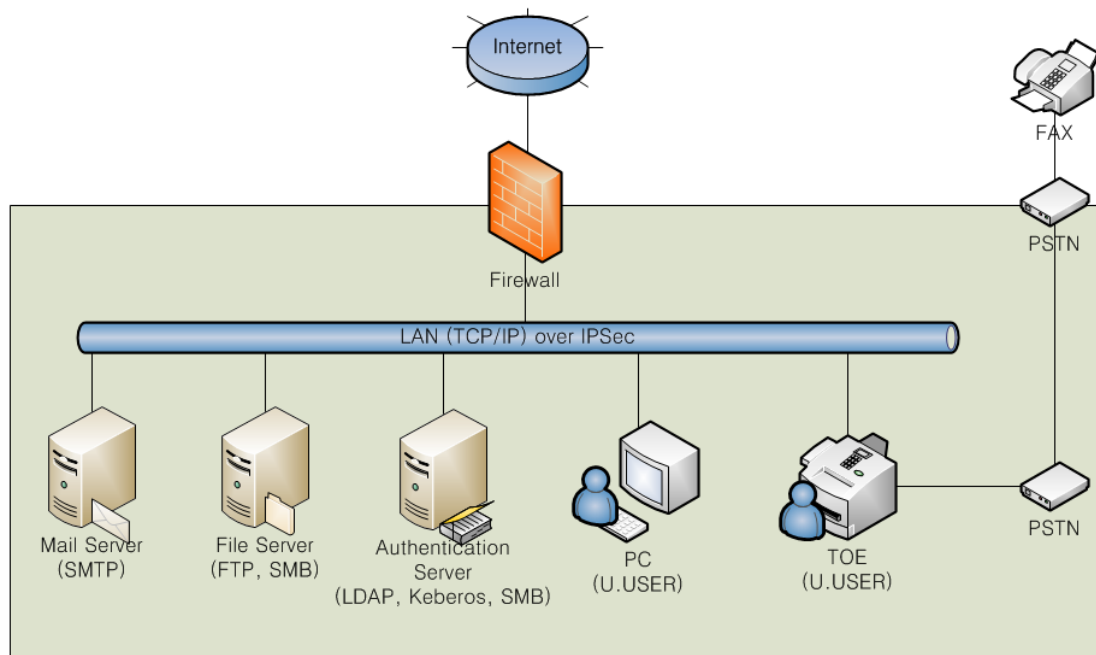 Internet
FAX
PSTN
Firewall
LAN (TCP/IP) over IPSec
Mail Server
(SMTP)
File Server
(FTP, SMB)
Authentication
Server
(LDAP, Keberos, SMB)
PC
(U.USER)
TOE
(U.USER)
PSTN